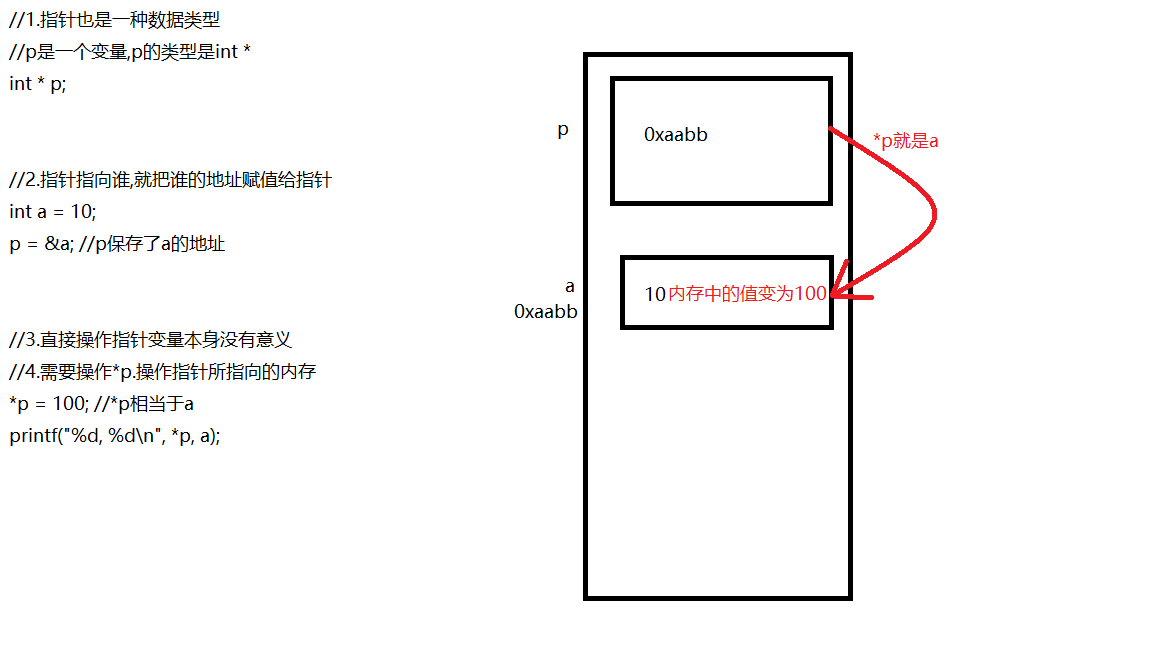 //1.指针也是一种数据类型
//p是一个变量,p的类型是int *
int * p;
//2.指针指向谁,就把谁的地址赋值给指针
int a = 10;
p = &a; //p保存了a的地址
//3.直接操作指针变量本身没有意义
//4.需要操作*p.操作指针所指向的内存
*p = 100; //*p相当于a
printf("%d, %d\n", *p, a);
p
0xaabb
*p就是a
a
0xaabb
10 内存中的值变为100